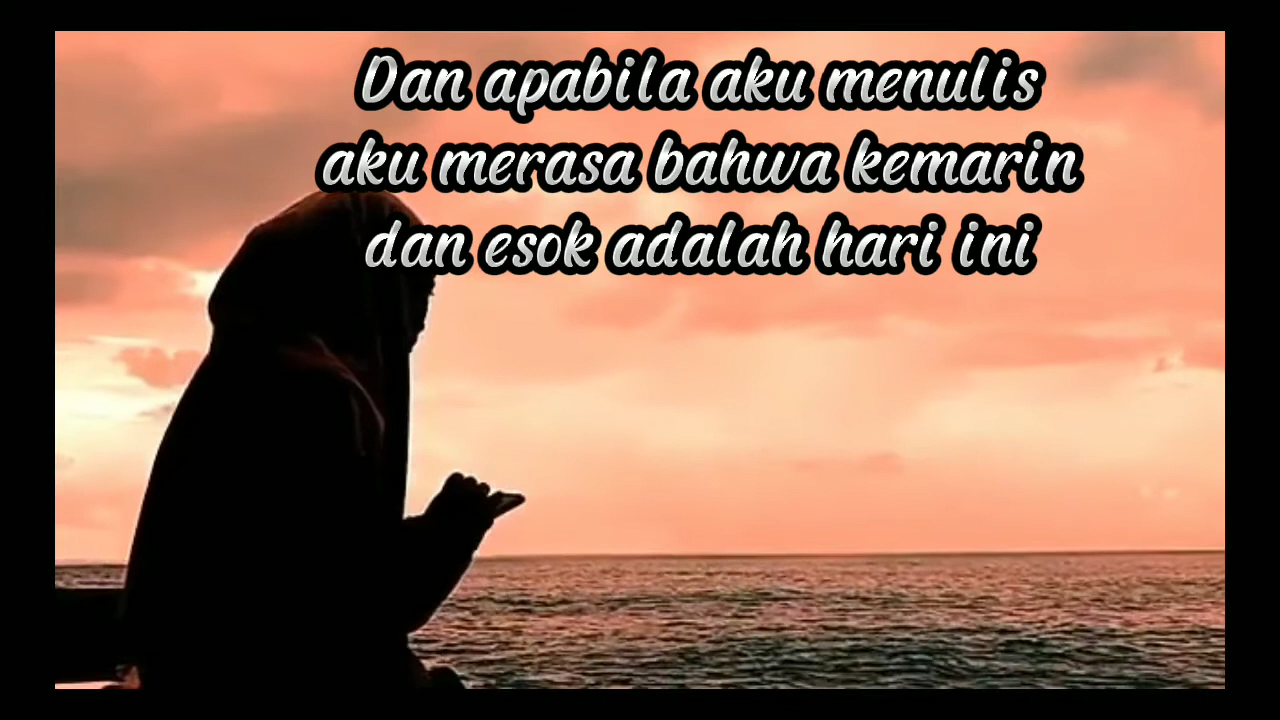 Dan apabila aku menulis
aku merasa bahwa kemarin
dan esok adalah hari ini